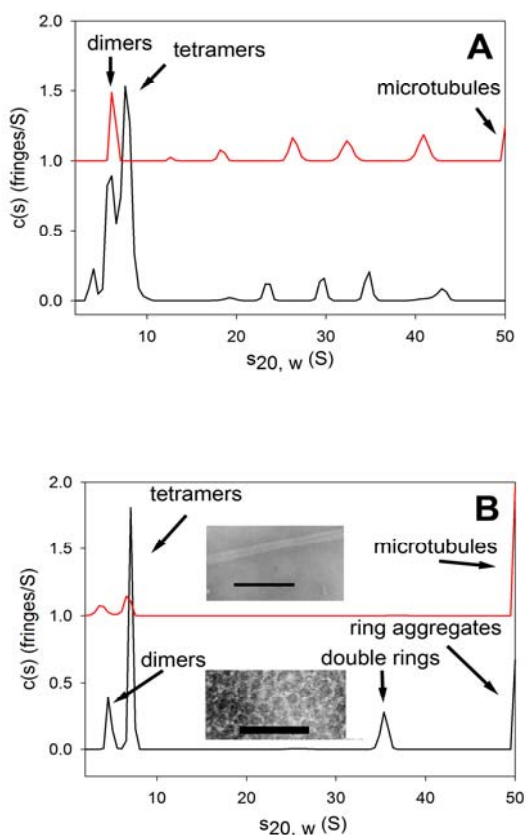 A
dimers
tetramers
microtubules
2.0
1.5
1.0
0.5
0.0
c(s) (fringes/S)
10 20 30 40 50
s20, w (S)
B
tetramers
microtubules
ring aggregates
double rings
dimers
2.0
1.5
1.0
0.5
0.0
c(s) (fringes/S)
10 20 30 40 50
s20, w (S)